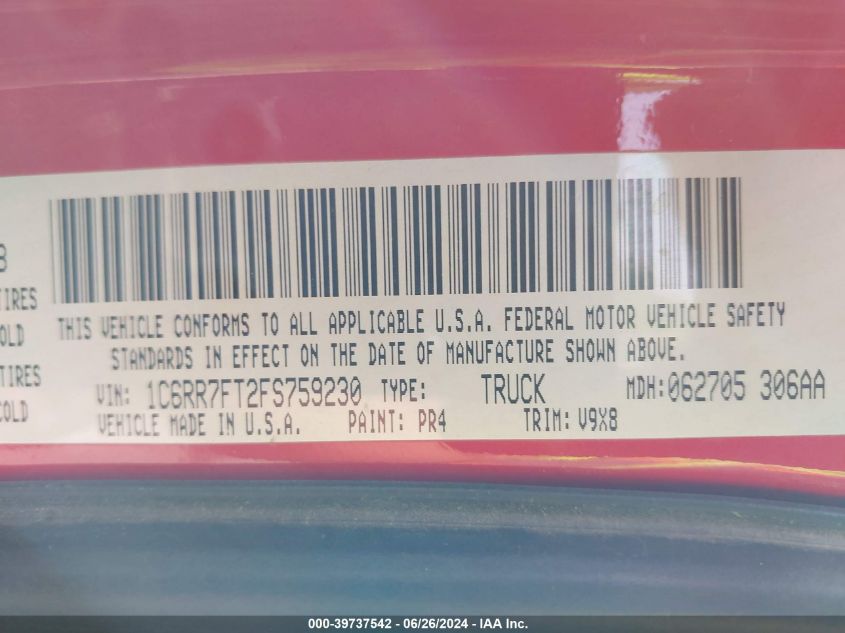 TIRES
OLD
TIRES
COLD
THIS VEHICLE CONFORMS TO ALL APPLICABLE U.S.A. FEDERAL MOTOR VEHICLE SAFETY
STANDARDS IN EFFECT ON THE DATE OF MANUFACTURE SHOWN ABOVE.
VIN: 1C6RR7FT2FS759230 TYPE: TRUCK MDH:062705 306AA
VEHICLE MADE IN U.S.A. PAINT: PR4 TRIM: V9X8
000-39737542 / 06/26/2024 - IAA Inc.